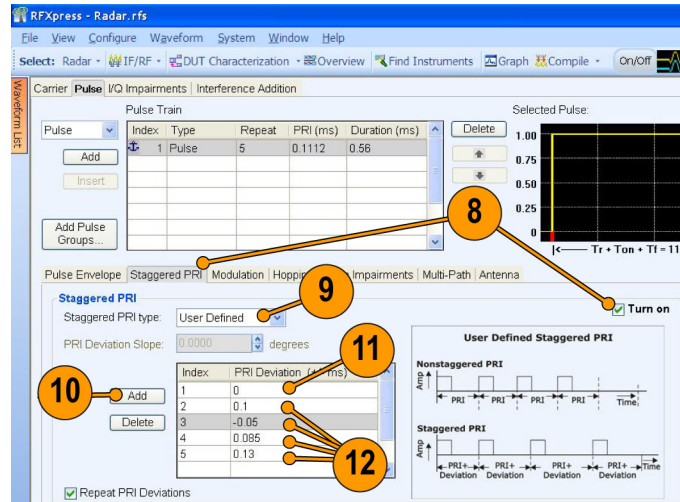 RFXpress - Radar.rfs
File View Configure Waveform System Window Help
Select: Radar IF/RF DUT Characterization Overview Find Instruments Graph Compile On/Off
Waveform List
Carrier Pulse I/Q Impairments Interference Addition
Pulse Train
Selected Pulse:
Pulse
Add
Insert
Add Pulse
Groups...
Index Type Repeat PRI (ms) Duration (ms)
1 Pulse 5 0.1112 0.56
Delete
1.00
0.75
0.50
0.25
0
Tr + Ton + Tf = 11
8
Pulse Envelope Staggered PRI Modulation Impairments Multi-Path Antenna
Turn on
Staggered PRI
Staggered PRI type: User Defined
9
PRI Deviation Slope: 0.0000 degrees
11
10
Add
Delete
Index PRI Deviation
1 0
2 0.1
3 -0.05
4 0.085
5 0.13
12
Repeat PRI Deviations
User Defined Staggered PRI
Nonstaggered PRI
Amp
PRI PRI PRI PRI Time
Staggered PRI
Amp
PRI+ PRI+ PRI+ PRI+ Time
Deviation Deviation Deviation Deviation